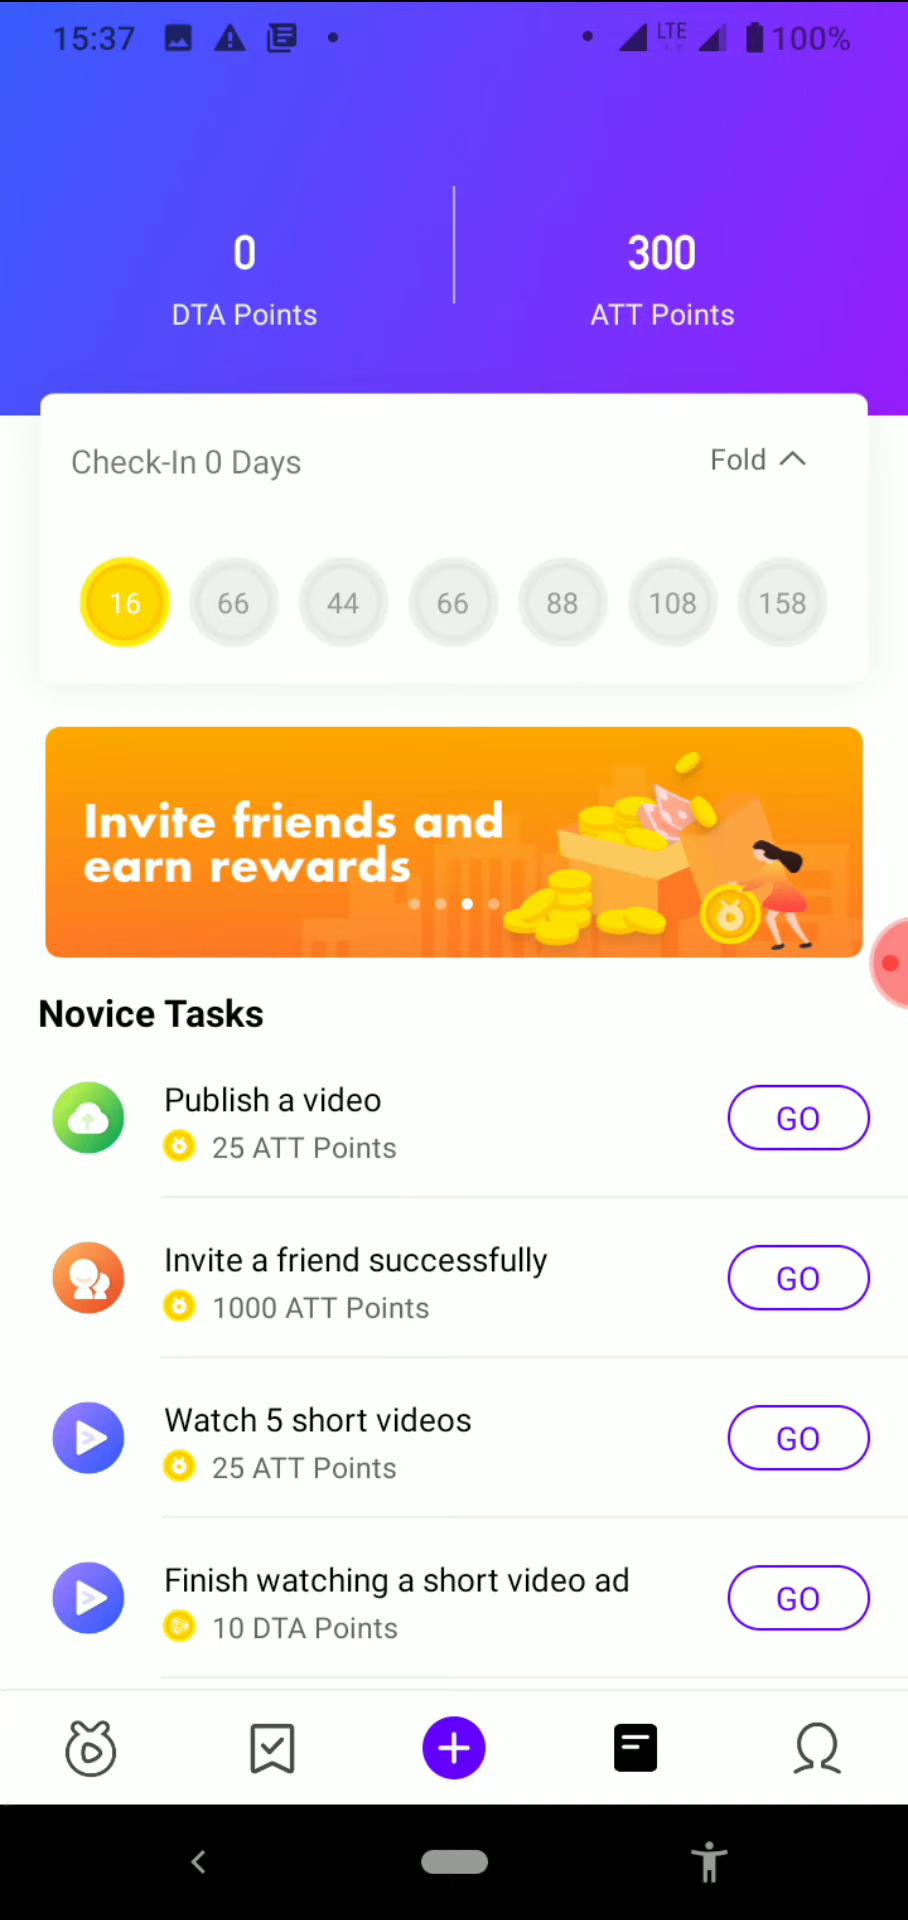 15:37 LTE 100%
0 300
DTA Points ATT Points
Check-In 0 Days Fold
16 66 44 66 88 108 158
Invite friends and
earn rewards
Novice Tasks
Publish a video
25 ATT Points
GO
Invite a friend successfully
1000 ATT Points
GO
Watch 5 short videos
25 ATT Points
GO
Finish watching a short video ad
10 DTA Points
GO